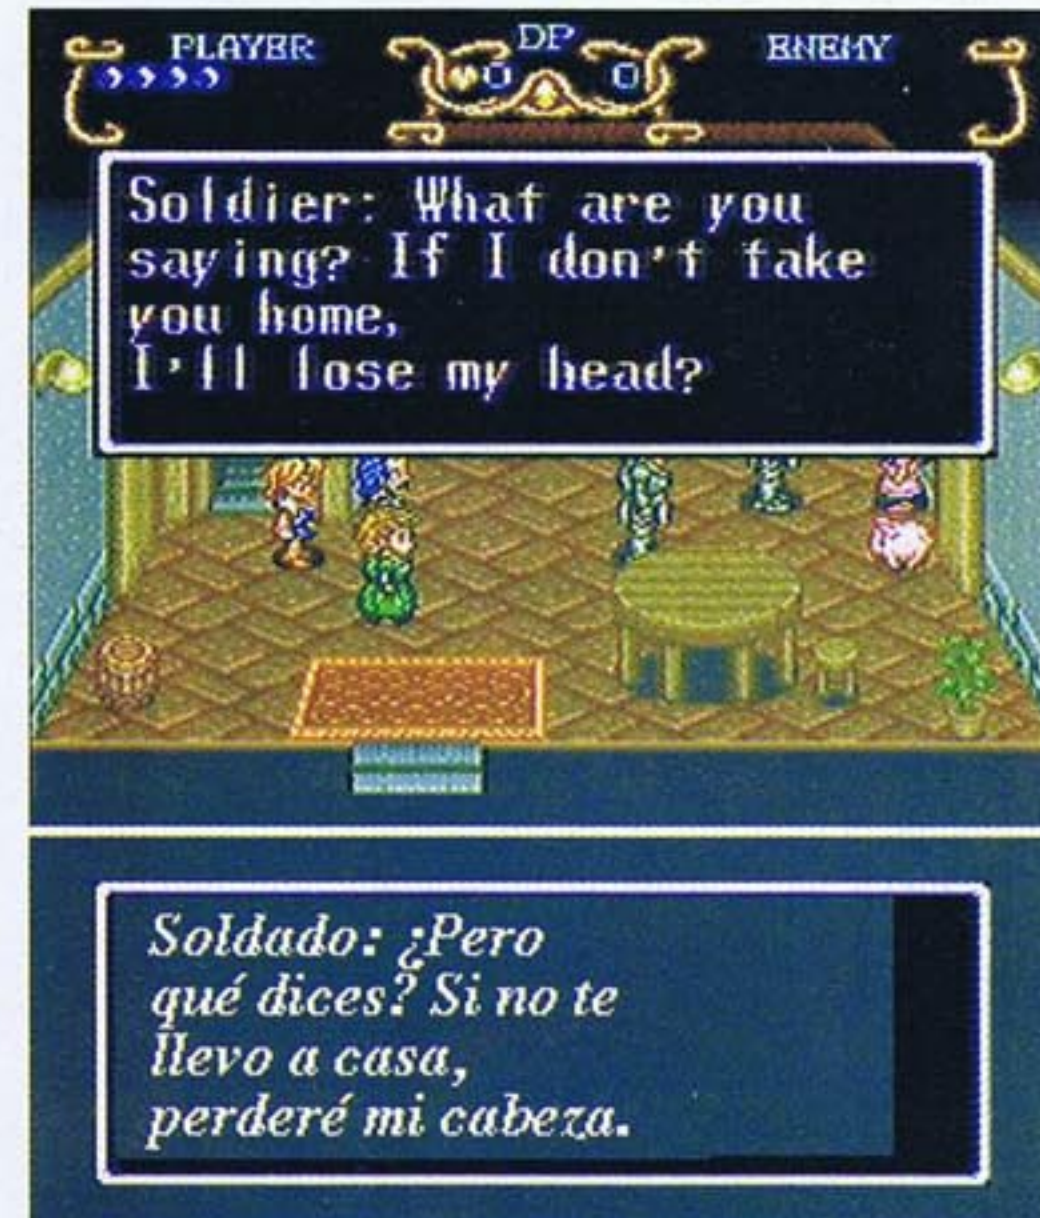 PLAYER DP ENEMY
0 0
Soldier: What are you
saying? If I don't take
you home,
I'll lose my head?
Soldado: ¿Pero
qué dices? Si no te
llevo a casa,
perderé mi cabeza.